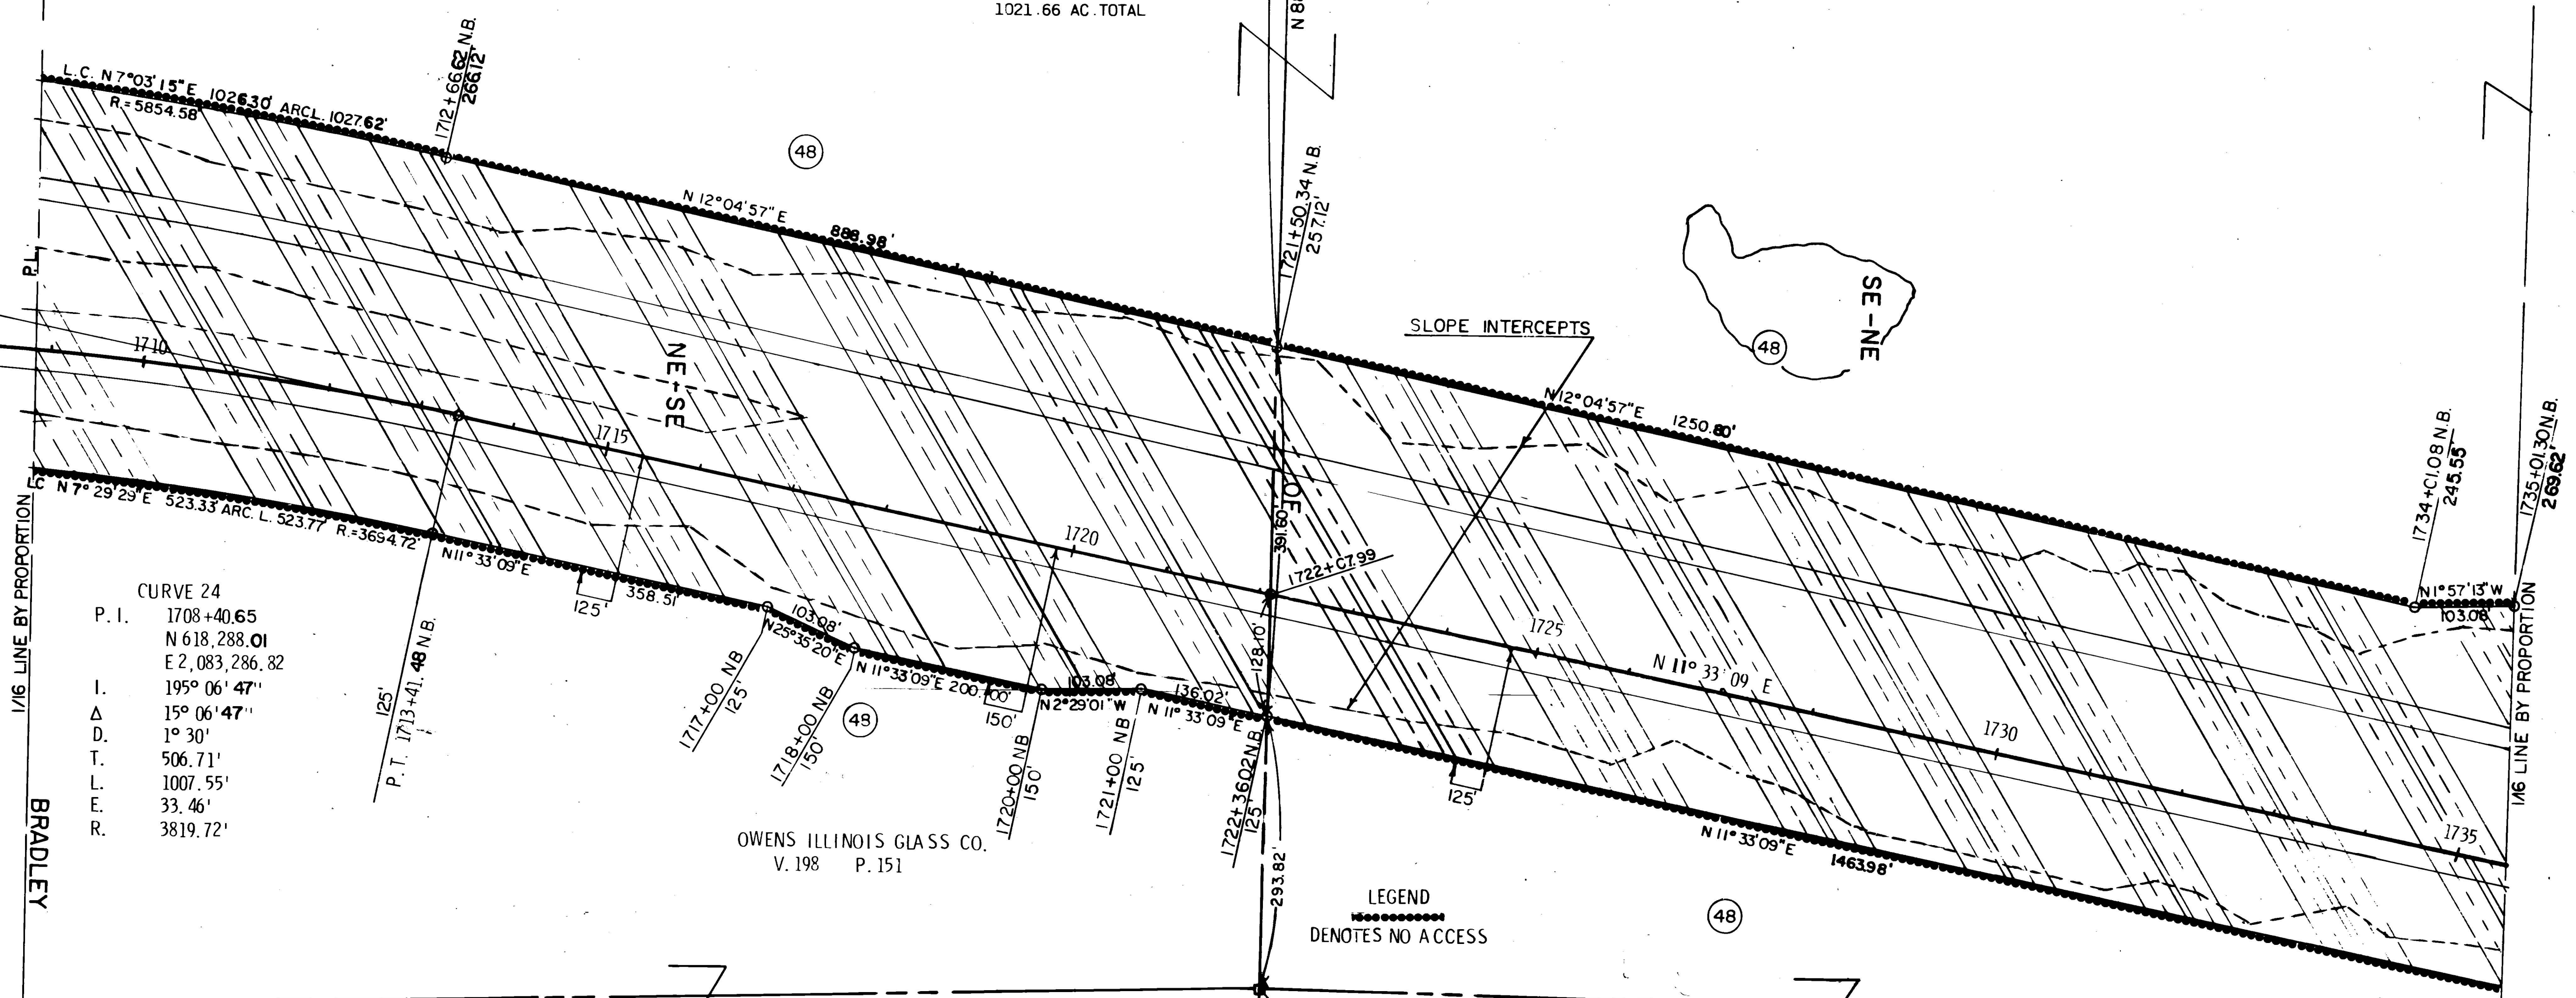 1021.66 AC. TOTAL
L.C. N 7°03'15"E 1026.30' ARC L. 1027.62'
R.= 5854.58'
1712+66.62 N.B.
266.12'
48
N 12°04'57"E
888.98'
1721+50.34 N.B.
257.12'
SLOPE INTERCEPTS
SE-NE
48
N 12°04'57"E 1250.80'
1734+01.08 N.B.
245.55'
1735+01.30 N.B.
269.62'
N 1°57'13"W
103.08'
1/16 LINE BY PROPORTION
P.L.
1710
NE-SE
1715
1720
391.60'
1722+07.99
128.10'
1725
N 11° 33' 09 E
1730
1735
LC N 7° 29'29"E 523.33' ARC. L. 523.77' R.=3694.72'
N 11° 33'09"E
125'
358.51'
103.08'
N 25°35'20"E
N 11°33'09"E 200.00'
150'
103.08'
N 2°29'01"W
136.02'
N 11° 33'09"E
125'
N 11° 33'09"E 1463.98'
1/16 LINE BY PROPORTION
BRADLEY
CURVE 24
P. I. 1708+40.65
N 618,288.01
E 2,083,286.82
I. 195° 06' 47"
Δ 15° 06' 47"
D. 1° 30'
T. 506.71'
L. 1007.55'
E. 33.46'
R. 3819.72'
125'
P. T. 1713+41.48 N.B.
1717+00 NB
125'
1718+00 NB
150'
48
1720+00 NB
150'
1721+00 NB
125'
1722+36.02 N.B.
125'
293.82'
OWENS ILLINOIS GLASS CO.
V. 198 P. 151
LEGEND
DENOTES NO ACCESS
48